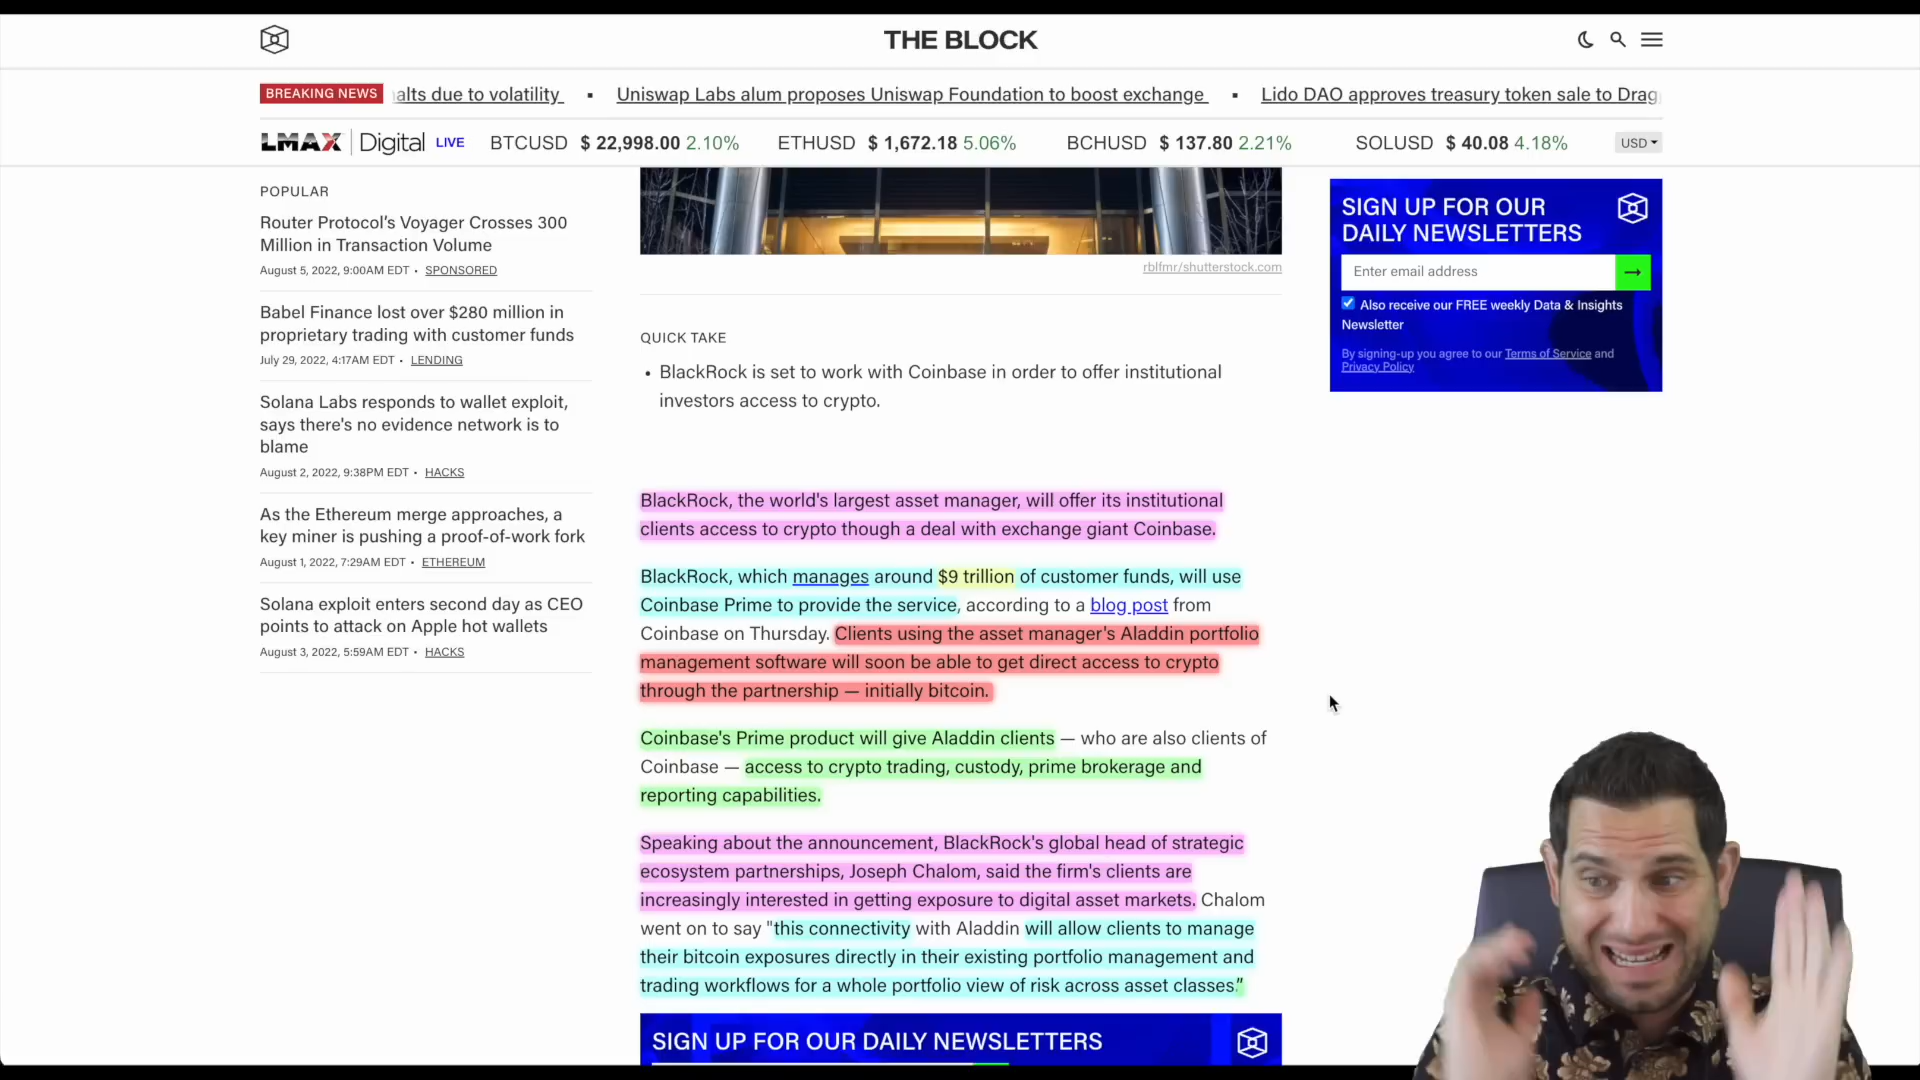 THE BLOCK
BREAKING NEWS alts due to volatility ▪ Uniswap Labs alum proposes Uniswap Foundation to boost exchange ▪ Lido DAO approves treasury token sale to Drag
LMAX Digital LIVE BTCUSD $ 22,998.00 2.10% ETHUSD $ 1,672.18 5.06% BCHUSD $ 137.80 2.21% SOLUSD $ 40.08 4.18% USD
POPULAR
Router Protocol's Voyager Crosses 300
Million in Transaction Volume
August 5, 2022, 9:00AM EDT • SPONSORED
Babel Finance lost over $280 million in
proprietary trading with customer funds
July 29, 2022, 4:17AM EDT • LENDING
Solana Labs responds to wallet exploit,
says there's no evidence network is to
blame
August 2, 2022, 9:38PM EDT • HACKS
As the Ethereum merge approaches, a
key miner is pushing a proof-of-work fork
August 1, 2022, 7:29AM EDT • ETHEREUM
Solana exploit enters second day as CEO
points to attack on Apple hot wallets
August 3, 2022, 5:59AM EDT • HACKS
rblfmr/shutterstock.com
QUICK TAKE
• BlackRock is set to work with Coinbase in order to offer institutional
investors access to crypto.
BlackRock, the world's largest asset manager, will offer its institutional
clients access to crypto though a deal with exchange giant Coinbase.
BlackRock, which manages around $9 trillion of customer funds, will use
Coinbase Prime to provide the service, according to a blog post from
Coinbase on Thursday. Clients using the asset manager's Aladdin portfolio
management software will soon be able to get direct access to crypto
through the partnership — initially bitcoin.
Coinbase's Prime product will give Aladdin clients — who are also clients of
Coinbase — access to crypto trading, custody, prime brokerage and
reporting capabilities.
Speaking about the announcement, BlackRock's global head of strategic
ecosystem partnerships, Joseph Chalom, said the firm's clients are
increasingly interested in getting exposure to digital asset markets. Chalom
went on to say "this connectivity with Aladdin will allow clients to manage
their bitcoin exposures directly in their existing portfolio management and
trading workflows for a whole portfolio view of risk across asset classes."
SIGN UP FOR OUR DAILY NEWSLETTERS
SIGN UP FOR OUR
DAILY NEWSLETTERS
Enter email address →
Also receive our FREE weekly Data & Insights
Newsletter
By signing-up you agree to our Terms of Service and
Privacy Policy